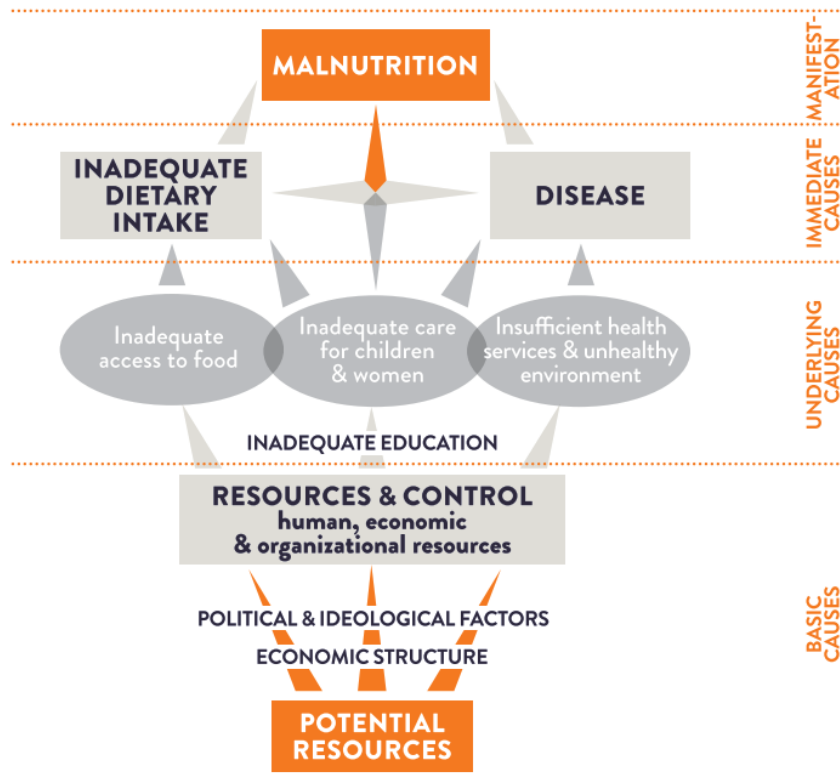 MALNUTRITION
MANIFEST-
ATION
INADEQUATE
DIETARY
INTAKE
DISEASE
IMMEDIATE
CAUSES
Inadequate
access to food
Inadequate care
for children
& women
Insufficient health
services & unhealthy
environment
UNDERLYING
CAUSES
INADEQUATE EDUCATION
RESOURCES & CONTROL
human, economic
& organizational resources
POLITICAL & IDEOLOGICAL FACTORS
ECONOMIC STRUCTURE
BASIC
CAUSES
POTENTIAL
RESOURCES